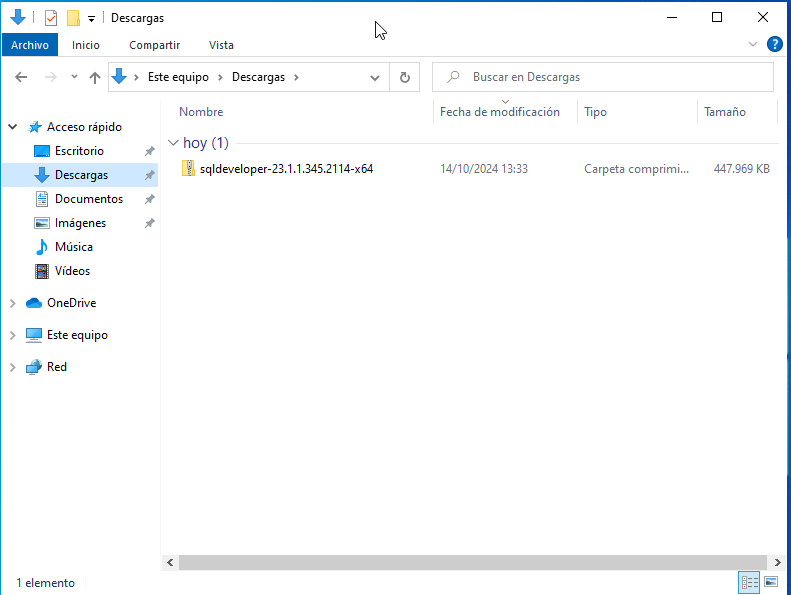 Descargas
Archivo Inicio Compartir Vista
Este equipo Descargas Buscar en Descargas
Nombre Fecha de modificación Tipo Tamaño
Acceso rápido
hoy (1)
Escritorio
sqldeveloper-23.1.1.345.2114-x64 14/10/2024 13:33 Carpeta comprimi... 447.969 KB
Descargas
Documentos
Imágenes
Música
Vídeos
OneDrive
Este equipo
Red
1 elemento